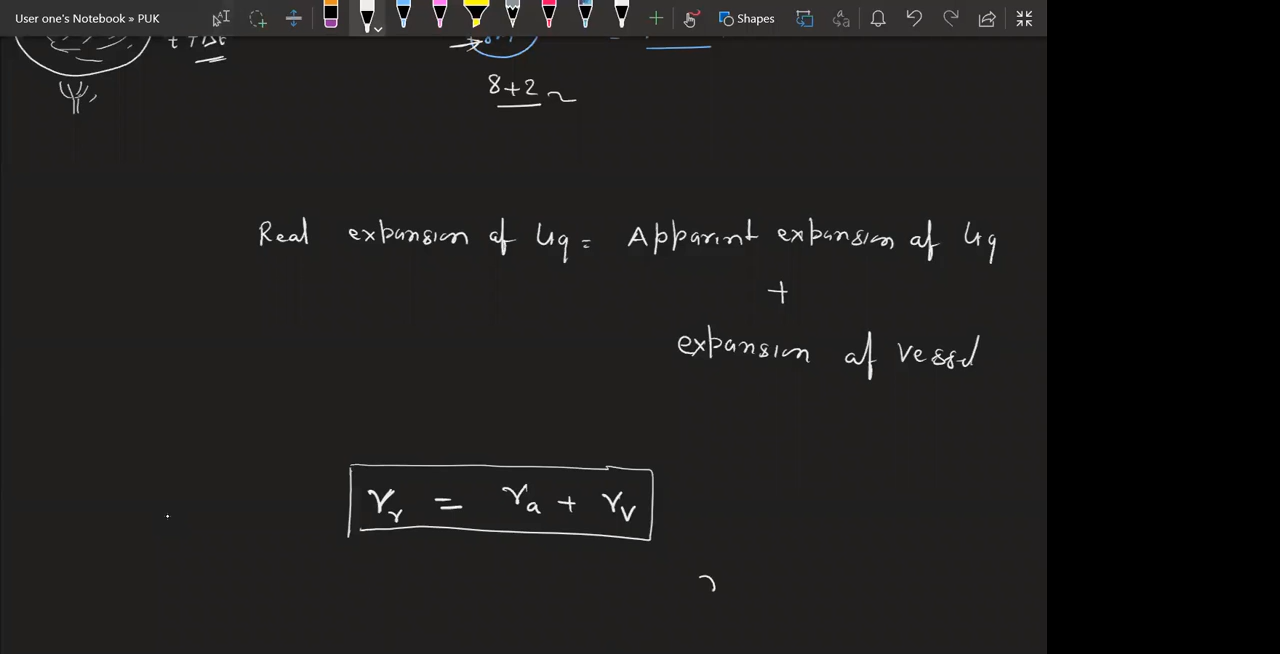 User one's Notebook » PUK
Shapes
8+2
Real expansion of liq = Apparint expansion of liq
+
expansion of vessel
γr = γa + γv